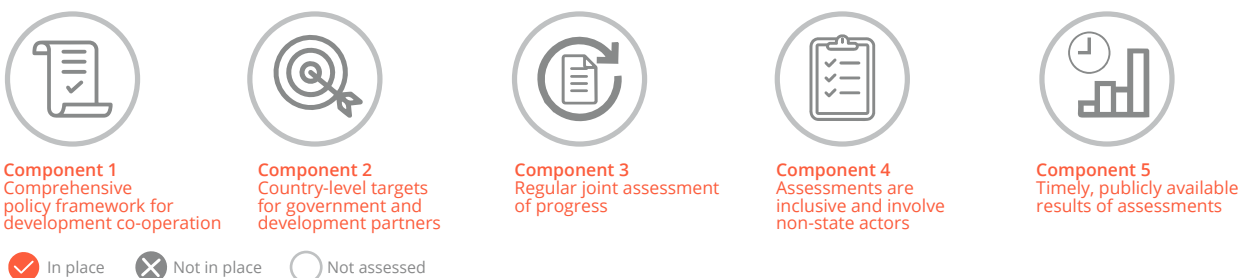 Component 1
Comprehensive
policy framework for
development co-operation
Component 2
Country-level targets
for government and
development partners
Component 3
Regular joint assessment
of progress
Component 4
Assessments are
inclusive and involve
non-state actors
Component 5
Timely, publicly available
results of assessments
In place
Not in place
Not assessed